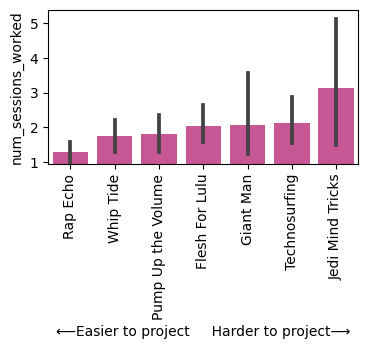 num_sessions_worked
5
4
3
2
1
Rap Echo
Whip Tide
Pump Up the Volume
Flesh For Lulu
Giant Man
Technosurfing
Jedi Mind Tricks
⟵Easier to project Harder to project⟶